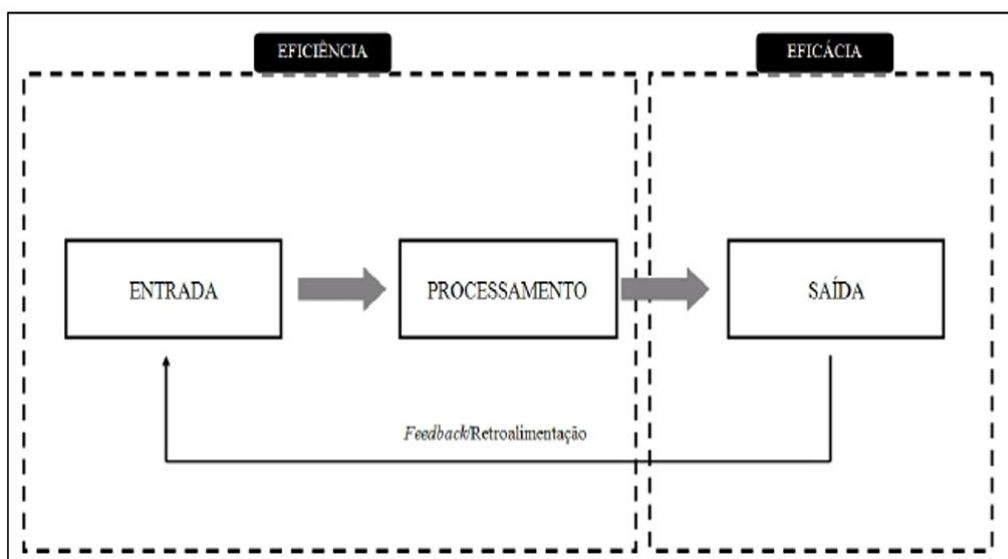 EFICIÊNCIA
EFICÁCIA
ENTRADA
PROCESSAMENTO
SAÍDA
Feedback/Retroalimentação